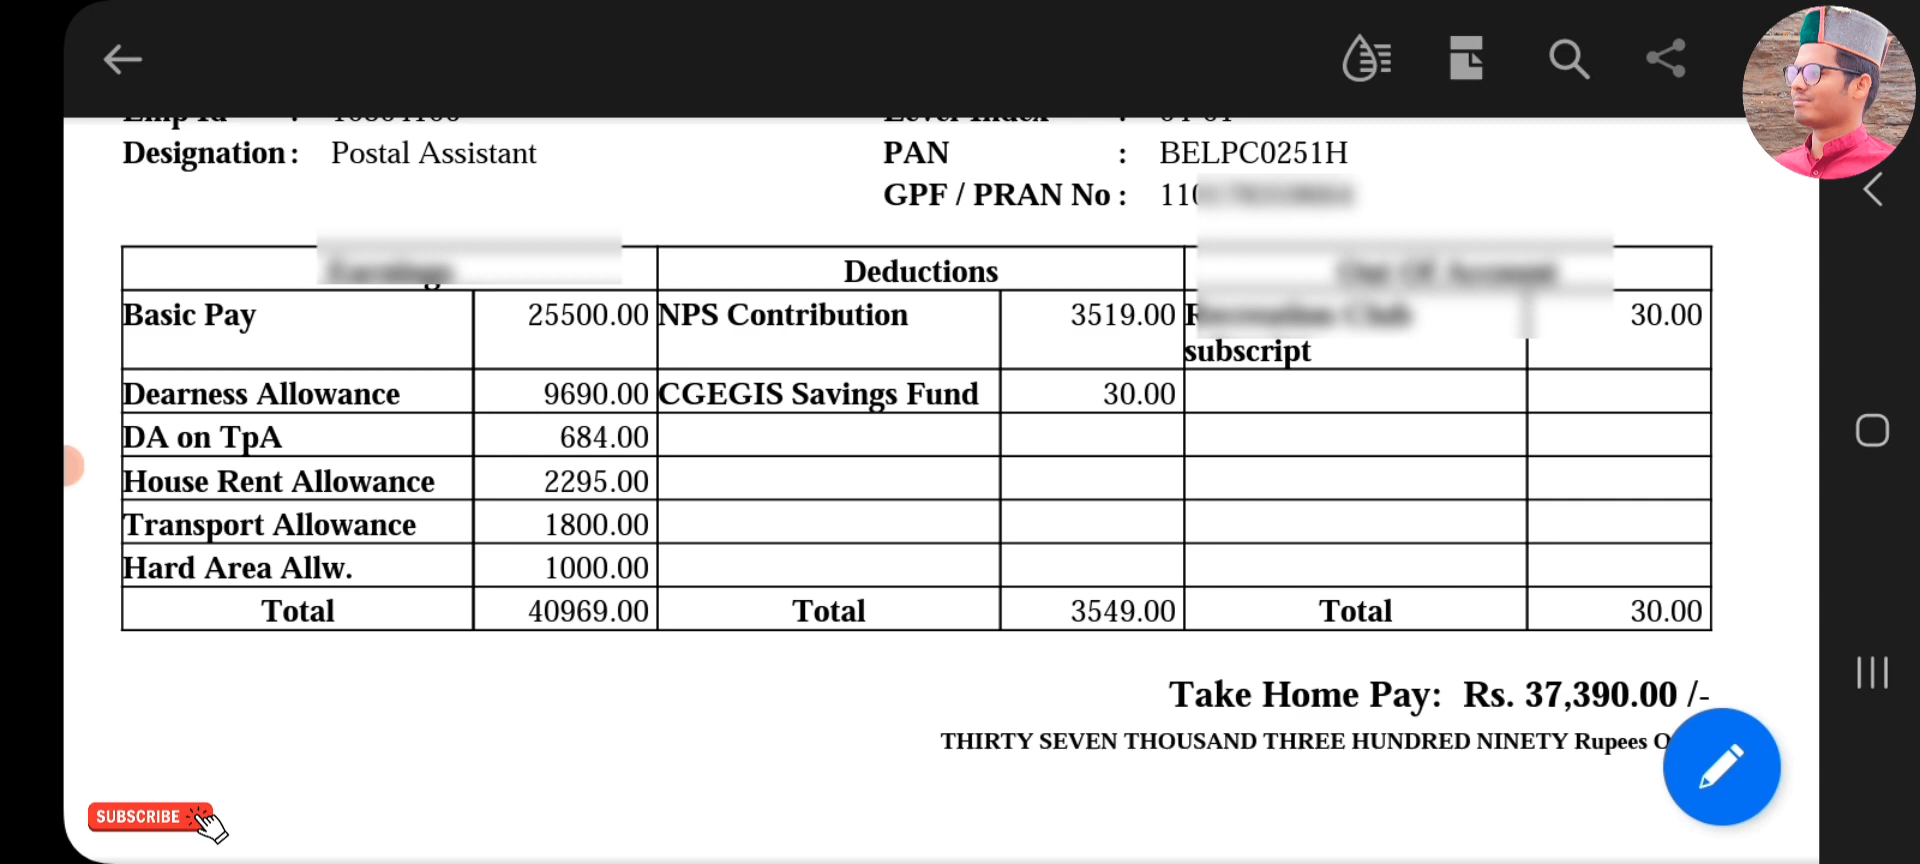 Designation : Postal Assistant PAN : BELPC0251H
GPF / PRAN No : 110
Deductions
Basic Pay 25500.00 NPS Contribution 3519.00 30.00
subscript
Dearness Allowance 9690.00 CGEGIS Savings Fund 30.00
DA on TpA 684.00
House Rent Allowance 2295.00
Transport Allowance 1800.00
Hard Area Allw. 1000.00
Total 40969.00 Total 3549.00 Total 30.00
Take Home Pay: Rs. 37,390.00 /-
THIRTY SEVEN THOUSAND THREE HUNDRED NINETY Rupees
SUBSCRIBE